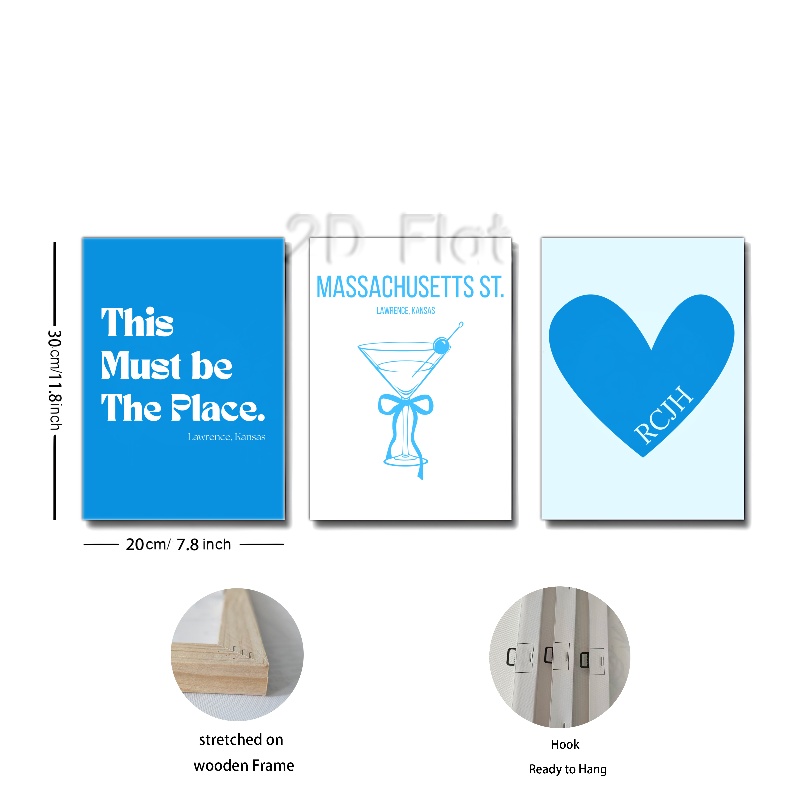 2D Flat
This
Must be
The Place.
Lawrence, Kansas
MASSACHUSETTS ST.
LAWRENCE, KANSAS
RCJH
30cm/11.8inch
20cm/ 7.8 inch
stretched on
wooden Frame
Hook
Ready to Hang